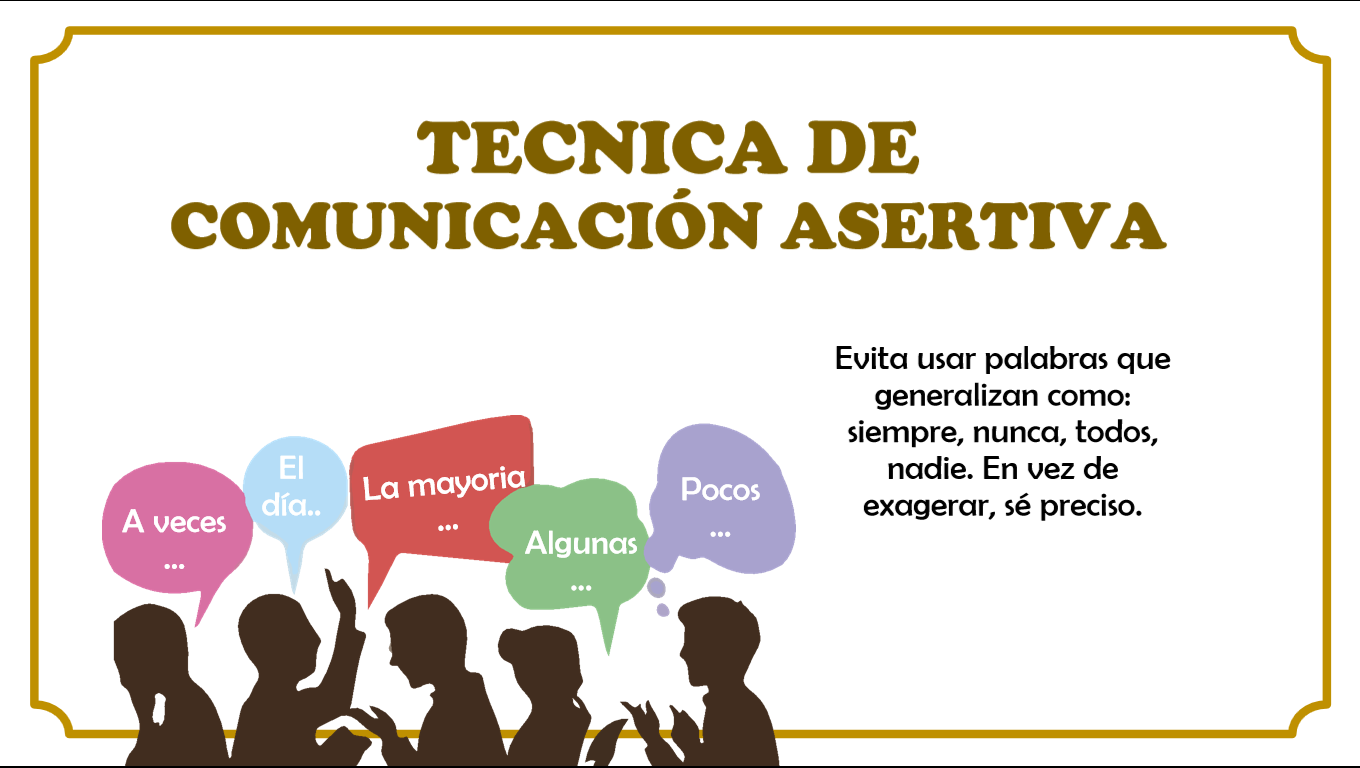 TECNICA DE
COMUNICACIÓN ASERTIVA
Evita usar palabras que
generalizan como:
siempre, nunca, todos,
nadie. En vez de
exagerar, sé preciso.
A veces
...
El
día..
La mayoria
...
Algunas
...
Pocos
...